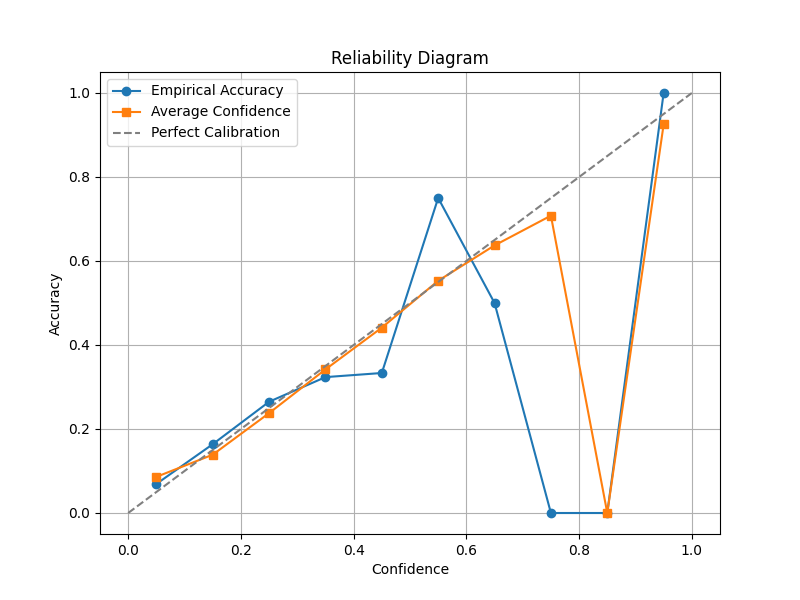 Reliability Diagram
Empirical Accuracy
Average Confidence
Perfect Calibration
Accuracy
1.0
0.8
0.6
0.4
0.2
0.0
0.0 0.2 0.4 0.6 0.8 1.0
Confidence